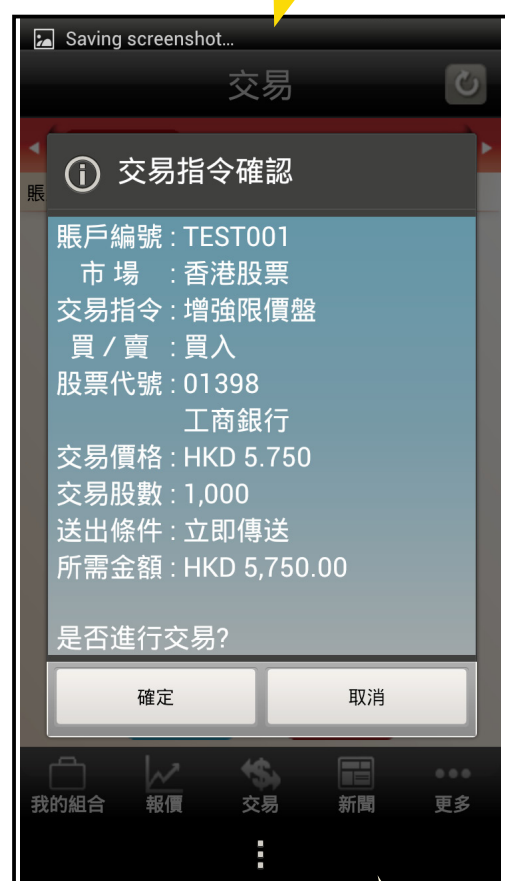 Saving screenshot...
交易
賬
交易指令確認
賬戶編號 : TEST001
市 場 : 香港股票
交易指令 : 增強限價盤
買 / 賣 : 買入
股票代號 : 01398
工商銀行
交易價格 : HKD 5.750
交易股數 : 1,000
送出條件 : 立即傳送
所需金額 : HKD 5,750.00
是否進行交易?
確定 取消
我的組合 報價 交易 新聞 更多